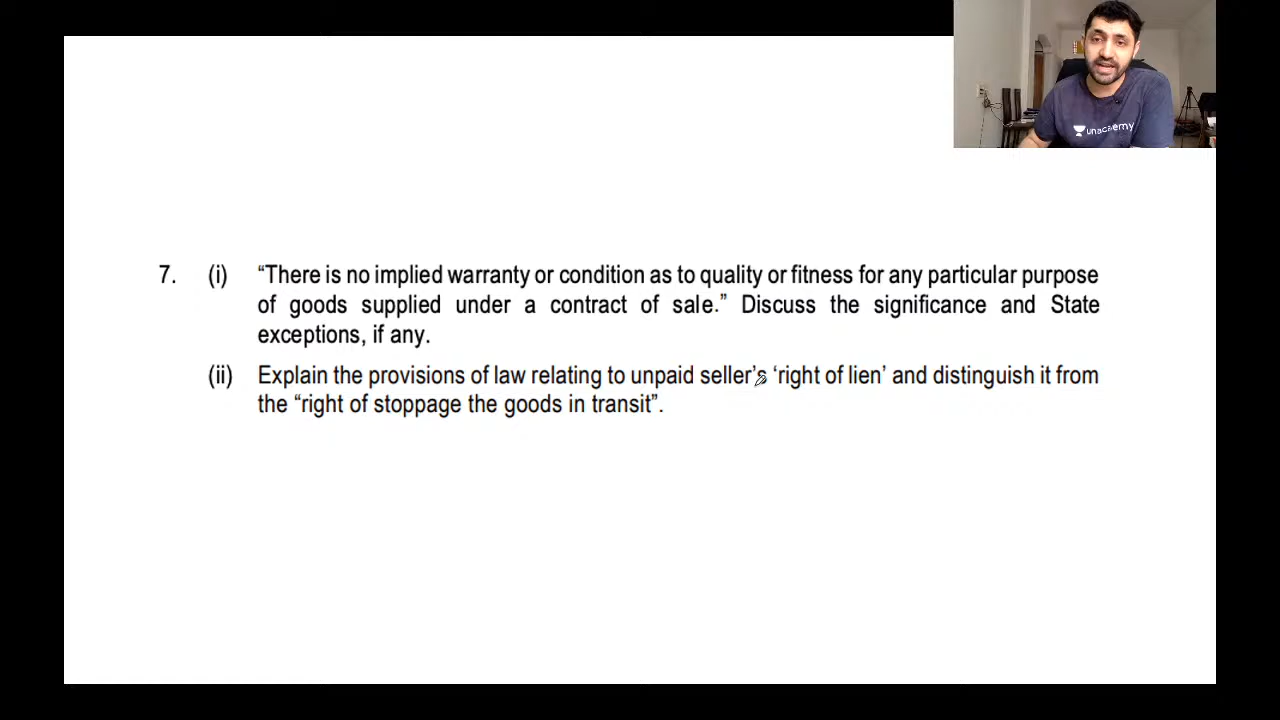 unacademy
7. (i) “There is no implied warranty or condition as to quality or fitness for any particular purpose
of goods supplied under a contract of sale.” Discuss the significance and State
exceptions, if any.
(ii) Explain the provisions of law relating to unpaid seller’s ‘right of lien’ and distinguish it from
the “right of stoppage the goods in transit”.